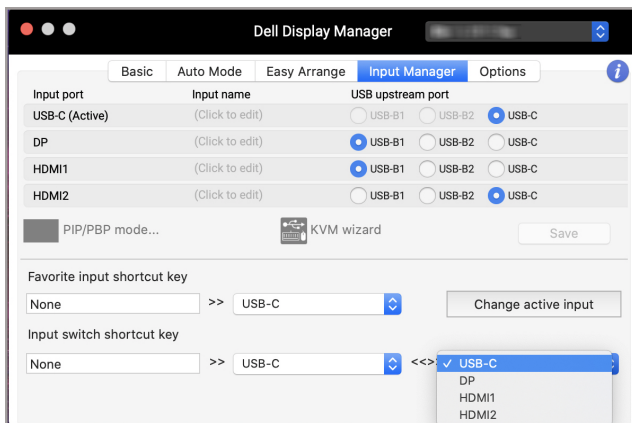 Dell Display Manager
Basic Auto Mode Easy Arrange Input Manager Options i
Input port Input name USB upstream port
USB-C (Active) (Click to edit) USB-B1 USB-B2 USB-C
DP (Click to edit) USB-B1 USB-B2 USB-C
HDMI1 (Click to edit) USB-B1 USB-B2 USB-C
HDMI2 (Click to edit) USB-B1 USB-B2 USB-C
PIP/PBP mode... KVM wizard Save
Favorite input shortcut key
None >> USB-C Change active input
Input switch shortcut key
None >> USB-C <<>> ✓ USB-C
DP
HDMI1
HDMI2